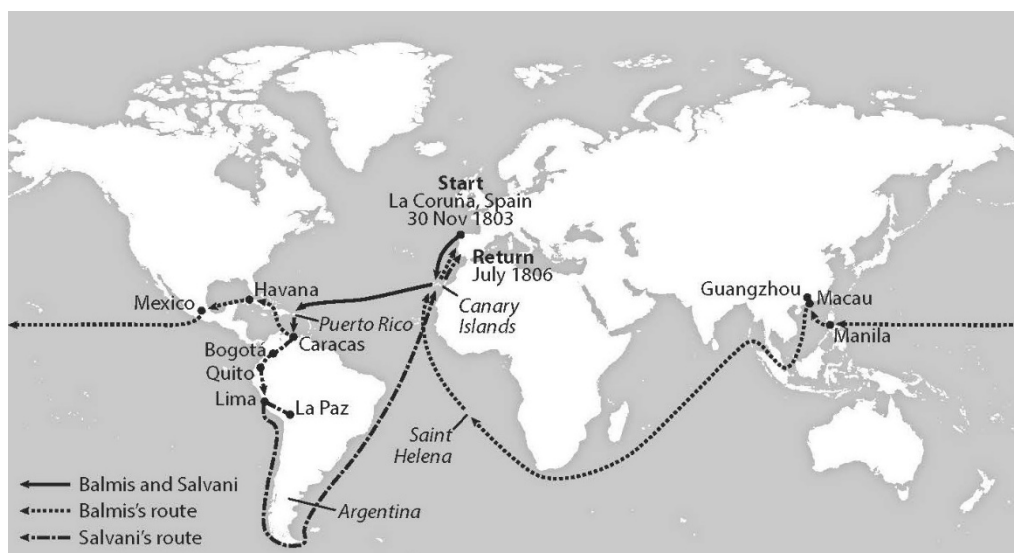 Start
La Coruña, Spain
30 Nov 1803
Return
July 1806
Canary
Islands
Mexico
Havana
Puerto Rico
Caracas
Bogotá
Quito
Lima
La Paz
Guangzhou
Macau
Manila
Saint
Helena
Argentina
Balmis and Salvani
Balmis's route
Salvani's route